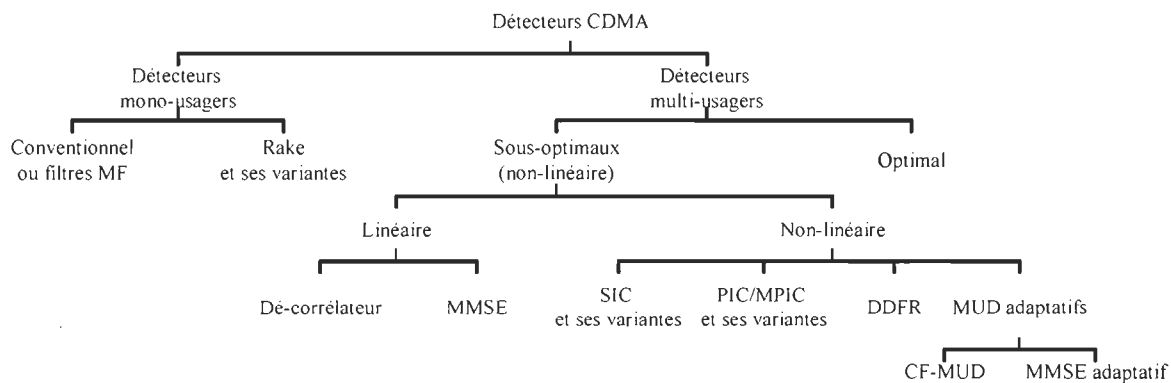 Détecteurs CDMA
Détecteurs
mono-usagers
Détecteurs
multi-usagers
Conventionnel
ou filtres MF
Rake
et ses variantes
Sous-optimaux
(non-linéaire)
Optimal
Linéaire
Non-linéaire
Dé-corrélateur
MMSE
SIC
et ses variantes
PIC/MPIC
et ses variantes
DDFR
MUD adaptatifs
CF-MUD
MMSE adaptatif